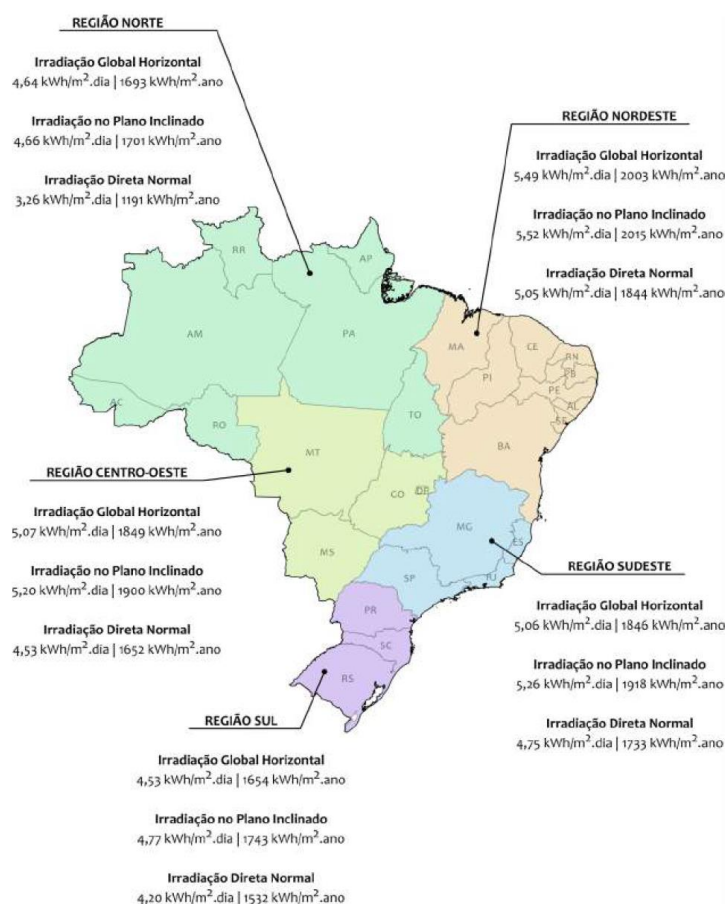 REGIÃO NORTE
Irradiação Global Horizontal
4,64 kWh/m².dia | 1693 kWh/m².ano
Irradiação no Plano Inclinado
4,66 kWh/m².dia | 1701 kWh/m².ano
Irradiação Direta Normal
3,26 kWh/m².dia | 1191 kWh/m².ano
REGIÃO NORDESTE
Irradiação Global Horizontal
5,49 kWh/m².dia | 2003 kWh/m².ano
Irradiação no Plano Inclinado
5,52 kWh/m².dia | 2015 kWh/m².ano
Irradiação Direta Normal
5,05 kWh/m².dia | 1844 kWh/m².ano
RR
AP
AM
PA
MA
CE
RN
PB
PI
PE
AL
SE
AC
TO
RO
BA
MT
GO
DF
MG
ES
MS
SP
RJ
PR
SC
RS
REGIÃO CENTRO-OESTE
Irradiação Global Horizontal
5,07 kWh/m².dia | 1849 kWh/m².ano
Irradiação no Plano Inclinado
5,20 kWh/m².dia | 1900 kWh/m².ano
Irradiação Direta Normal
4,53 kWh/m².dia | 1652 kWh/m².ano
REGIÃO SUDESTE
Irradiação Global Horizontal
5,06 kWh/m².dia | 1846 kWh/m².ano
Irradiação no Plano Inclinado
5,26 kWh/m².dia | 1918 kWh/m².ano
Irradiação Direta Normal
4,75 kWh/m².dia | 1733 kWh/m².ano
REGIÃO SUL
Irradiação Global Horizontal
4,53 kWh/m².dia | 1654 kWh/m².ano
Irradiação no Plano Inclinado
4,77 kWh/m².dia | 1743 kWh/m².ano
Irradiação Direta Normal
4,20 kWh/m².dia | 1532 kWh/m².ano